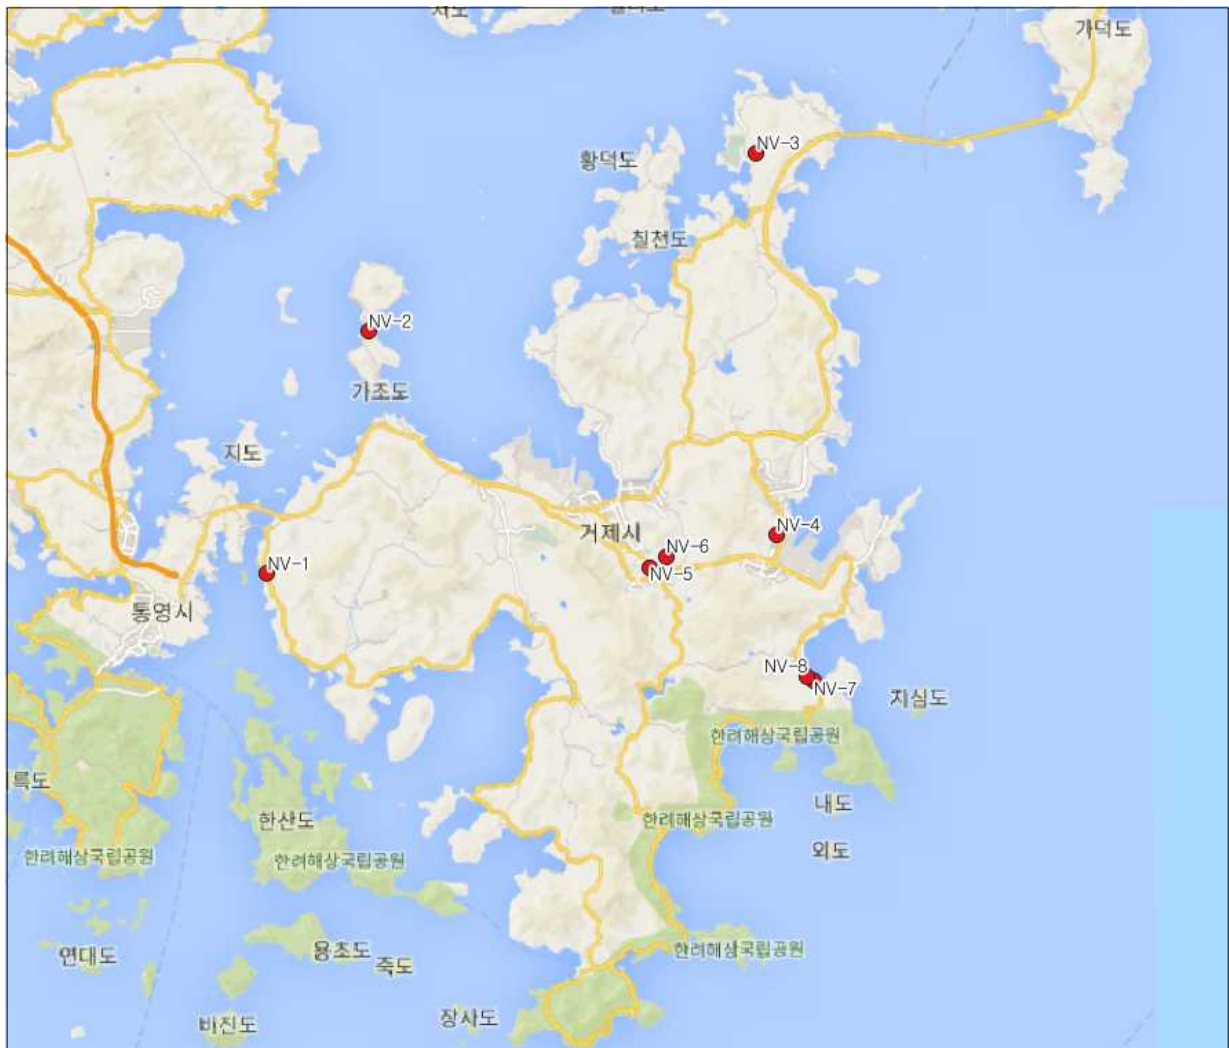 가덕도
NV-3
황덕도
칠천도
NV-2
가조도
지도
거제시
NV-4
NV-6
NV-5
NV-1
통영시
NV-8
NV-7
지심도
한려해상국립공원
내도
한산도
한려해상국립공원
외도
한려해상국립공원
한려해상국립공원
용초도
한려해상국립공원
연대도
죽도
장사도